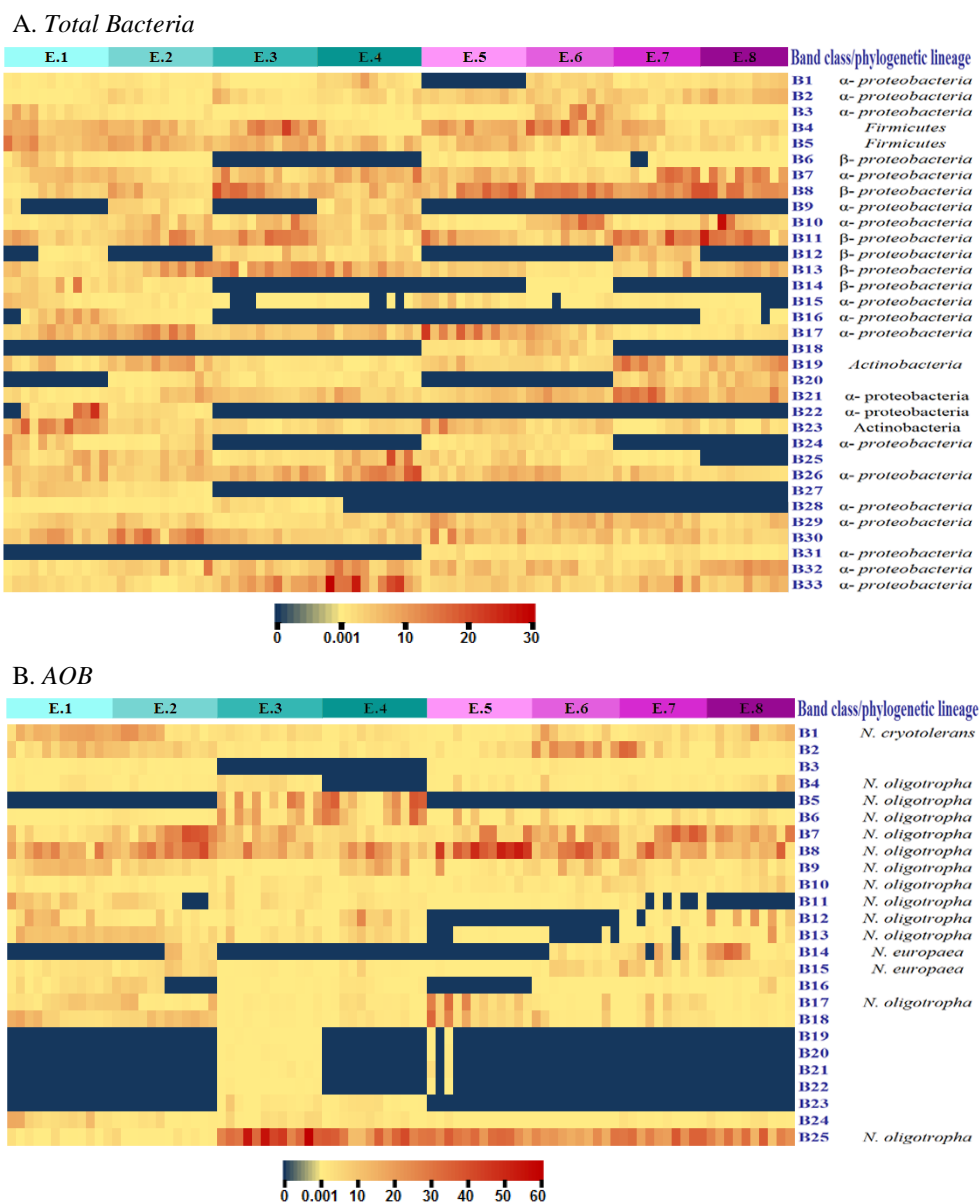 A. Total Bacteria
E.1 E.2 E.3 E.4 E.5 E.6 E.7 E.8 Band class/phylogenetic lineage
B1 α- proteobacteria
B2 α- proteobacteria
B3 α- proteobacteria
B4 Firmicutes
B5 Firmicutes
B6 β- proteobacteria
B7 α- proteobacteria
B8 β- proteobacteria
B9 α- proteobacteria
B10 α- proteobacteria
B11 β- proteobacteria
B12 β- proteobacteria
B13 β- proteobacteria
B14 β- proteobacteria
B15 α- proteobacteria
B16 α- proteobacteria
B17 α- proteobacteria
B18
B19 Actinobacteria
B20
B21 α- proteobacteria
B22 α- proteobacteria
B23 Actinobacteria
B24 α- proteobacteria
B25
B26 α- proteobacteria
B27
B28 α- proteobacteria
B29 α- proteobacteria
B30
B31 α- proteobacteria
B32 α- proteobacteria
B33 α- proteobacteria
0 0.001 10 20 30
B. AOB
E.1 E.2 E.3 E.4 E.5 E.6 E.7 E.8 Band class/phylogenetic lineage
B1 N. cryotolerans
B2
B3
B4 N. oligotropha
B5 N. oligotropha
B6 N. oligotropha
B7 N. oligotropha
B8 N. oligotropha
B9 N. oligotropha
B10 N. oligotropha
B11 N. oligotropha
B12 N. oligotropha
B13 N. oligotropha
B14 N. europaea
B15 N. europaea
B16
B17 N. oligotropha
B18
B19
B20
B21
B22
B23
B24
B25 N. oligotropha
0 0.001 10 20 30 40 50 60